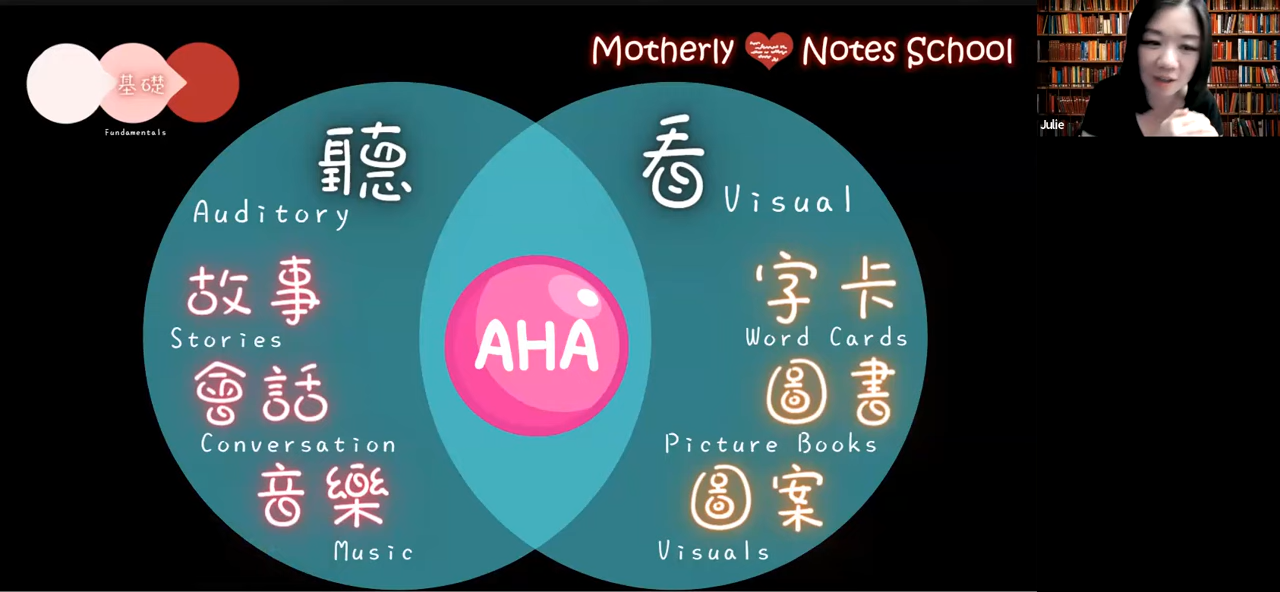 Motherly Notes School
基礎
Fundamentals
Julie
聽
Auditory
故事
Stories
會話
Conversation
音樂
Music
AHA
看
Visual
字卡
Word Cards
圖書
Picture Books
圖案
Visuals